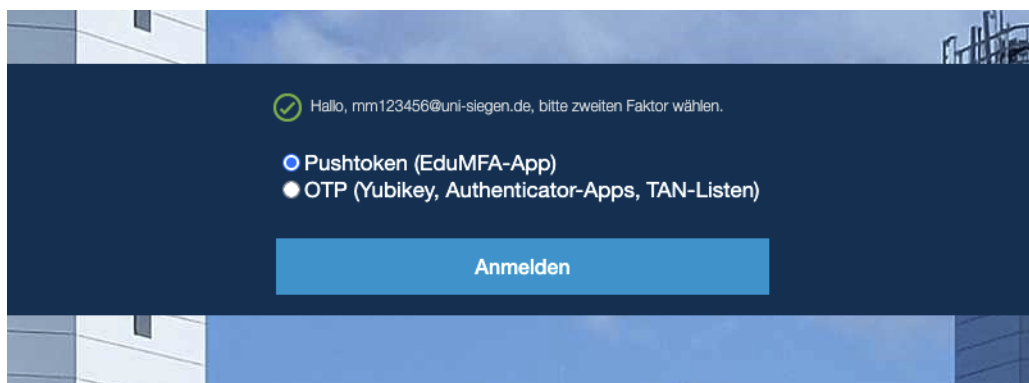 Hallo, mm123456@uni-siegen.de, bitte zweiten Faktor wählen.
Pushtoken (EduMFA-App)
OTP (Yubikey, Authenticator-Apps, TAN-Listen)
Anmelden